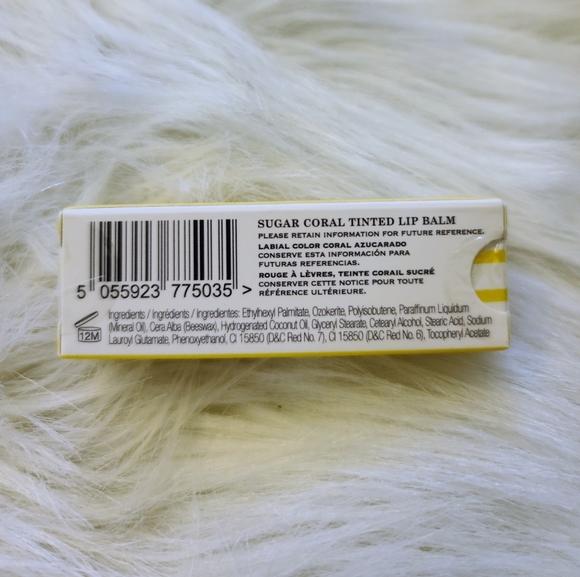 SUGAR CORAL TINTED LIP BALM
PLEASE RETAIN INFORMATION FOR FUTURE REFERENCE.
LABIAL COLOR CORAL AZUCARADO
CONSERVE ESTA INFORMACIÓN PARA
FUTURAS REFERENCIAS.
ROUGE À LÈVRES, TEINTE CORAIL SUCRÉ
CONSERVER CETTE NOTICE POUR TOUTE
RÉFÉRENCE ULTÉRIEURE.
5 055923 775035 >
12M
Ingredients / Ingrédients / Ingredientes: Ethylhexyl Palmitate, Ozokerite, Polyisobutene, Paraffinum Liquidum
(Mineral Oil), Cera Alba (Beeswax), Hydrogenated Coconut Oil, Glyceryl Stearate, Cetearyl Alcohol, Stearic Acid, Sodium
Lauroyl Glutamate, Phenoxyethanol, CI 15850 (D&C Red No. 7), CI 15850 (D&C Red No. 6), Tocopheryl Acetate